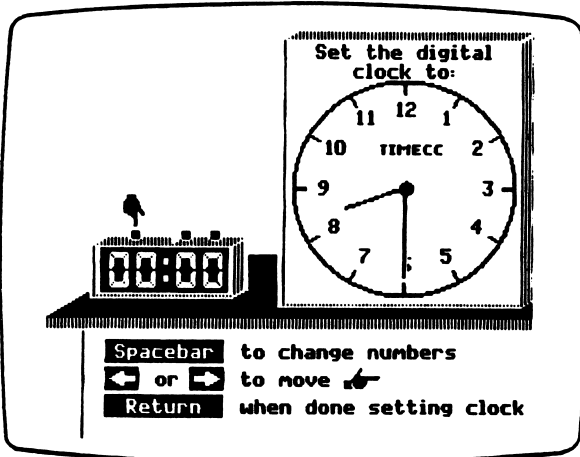 Set the digital
clock to:
12
11 1
10 TIMECC 2
9 3
8 4
7 5
00:00
Spacebar to change numbers
or to move
Return when done setting clock